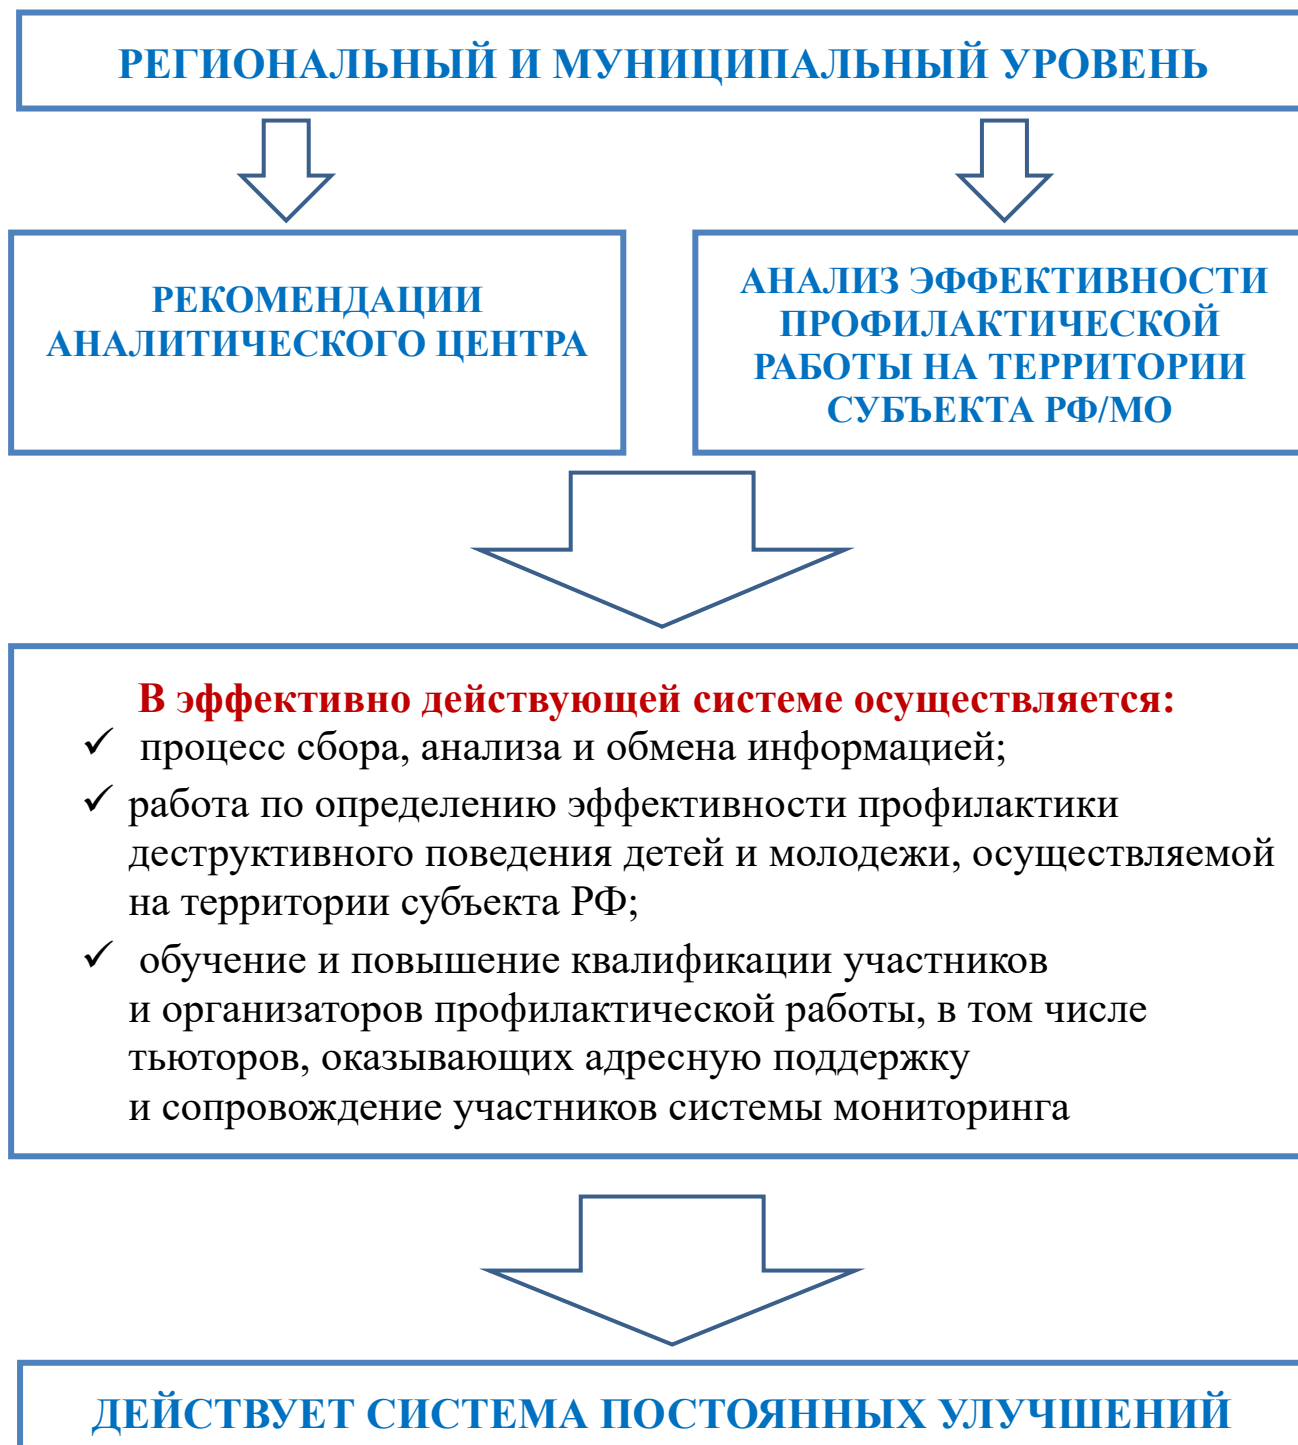 РЕГИОНАЛЬНЫЙ И МУНИЦИПАЛЬНЫЙ УРОВЕНЬ
РЕКОМЕНДАЦИИ
АНАЛИТИЧЕСКОГО ЦЕНТРА
АНАЛИЗ ЭФФЕКТИВНОСТИ
ПРОФИЛАКТИЧЕСКОЙ
РАБОТЫ НА ТЕРРИТОРИИ
СУБЪЕКТА РФ/МО
В эффективно действующей системе осуществляется:
✓ процесс сбора, анализа и обмена информацией;
✓ работа по определению эффективности профилактики
деструктивного поведения детей и молодежи, осуществляемой
на территории субъекта РФ;
✓ обучение и повышение квалификации участников
и организаторов профилактической работы, в том числе
тьюторов, оказывающих адресную поддержку
и сопровождение участников системы мониторинга
ДЕЙСТВУЕТ СИСТЕМА ПОСТОЯННЫХ УЛУЧШЕНИЙ